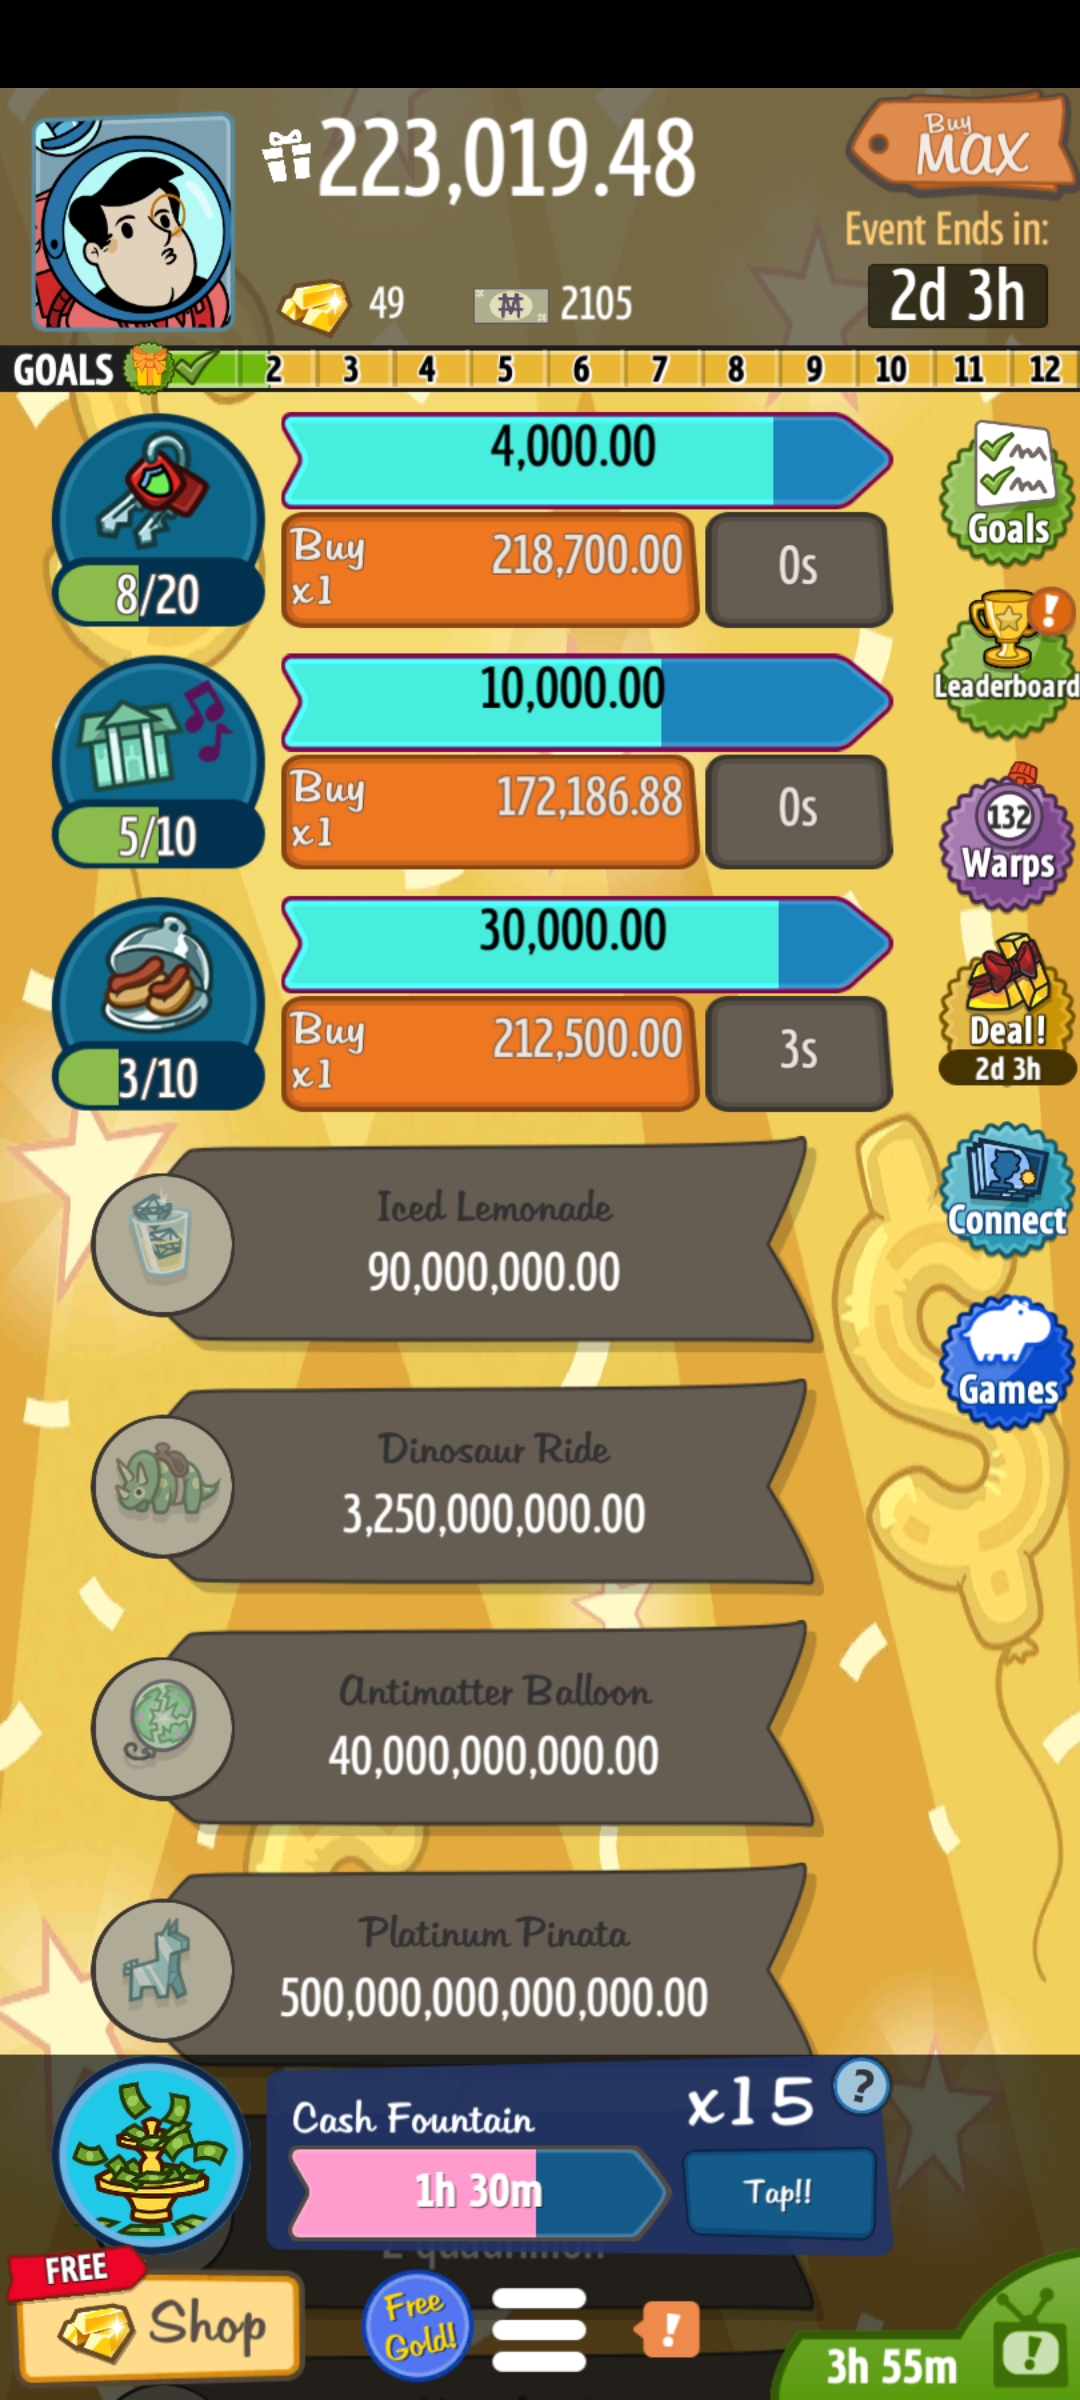 223,019.48
Buy
MAX
Event Ends in:
49
2105
2d 3h
GOALS 2 3 4 5 6 7 8 9 10 11 12
4,000.00
Buy
x1
218,700.00
0s
8/20
Goals
!
Leaderboard
10,000.00
Buy
x1
172,186.88
0s
5/10
132
Warps
30,000.00
Buy
x1
212,500.00
3s
3/10
Deal!
2d 3h
Iced Lemonade
90,000,000.00
Connect
Dinosaur Ride
3,250,000,000.00
Games
Antimatter Balloon
40,000,000,000.00
Platinum Pinata
500,000,000,000,000.00
Cash Fountain
x15
?
1h 30m
Tap!!
2 quadrillion
FREE
Shop
Free
Gold!
!
3h 55m
!